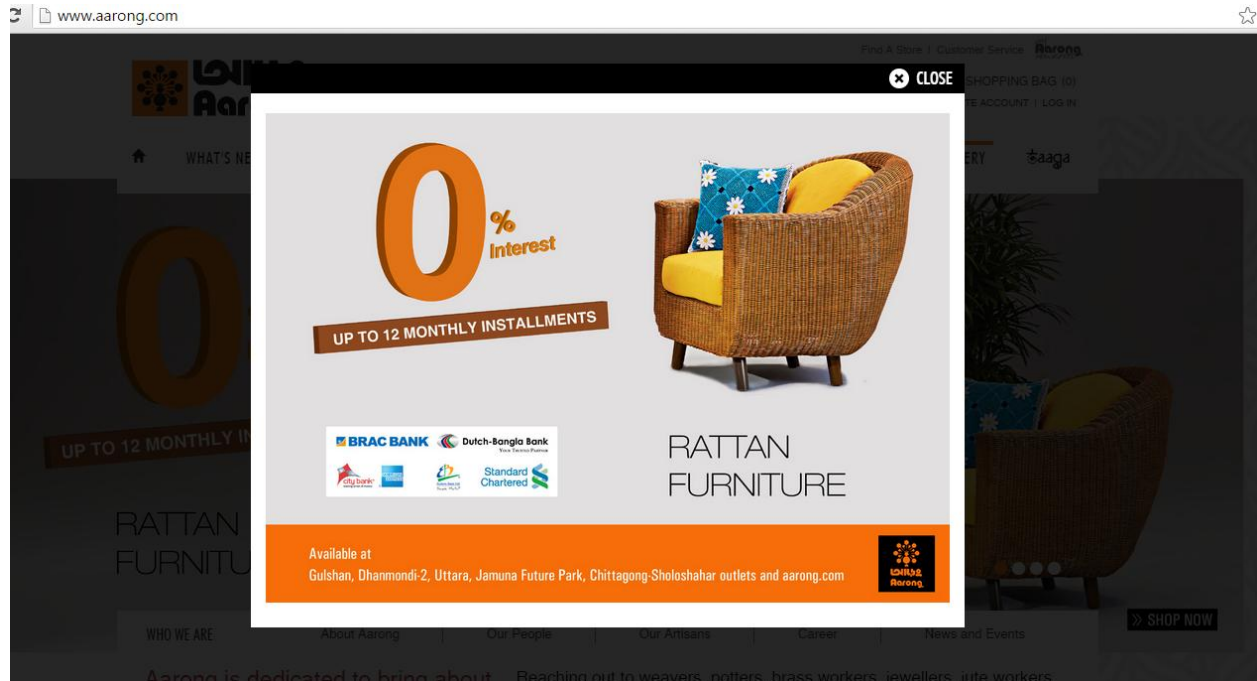 www.aarong.com
Find A Store / Customer Service Aarong
CLOSE
SHOPPING BAG (0)
TE ACCOUNT | LOG IN
Aar
WHAT'S NE
ERY
0% Interest
UP TO 12 MONTHLY INSTALLMENTS
BRAC BANK Dutch-Bangla Bank
city bank
Standard Chartered
RATTAN
FURNITURE
Available at
Gulshan, Dhanmondi-2, Uttara, Jamuna Future Park, Chittagong-Sholoshahar outlets and aarong.com
Aarong
UP TO 12 MONTHLY IN
RATTAN
FURNITU
SHOP NOW
WHO WE ARE
About Aarong
Our People
Our Artisans
Career
News and Events
Aarong is dedicated to bring about
Reaching out to weavers, potters, brass workers, jewellers, jute workers,